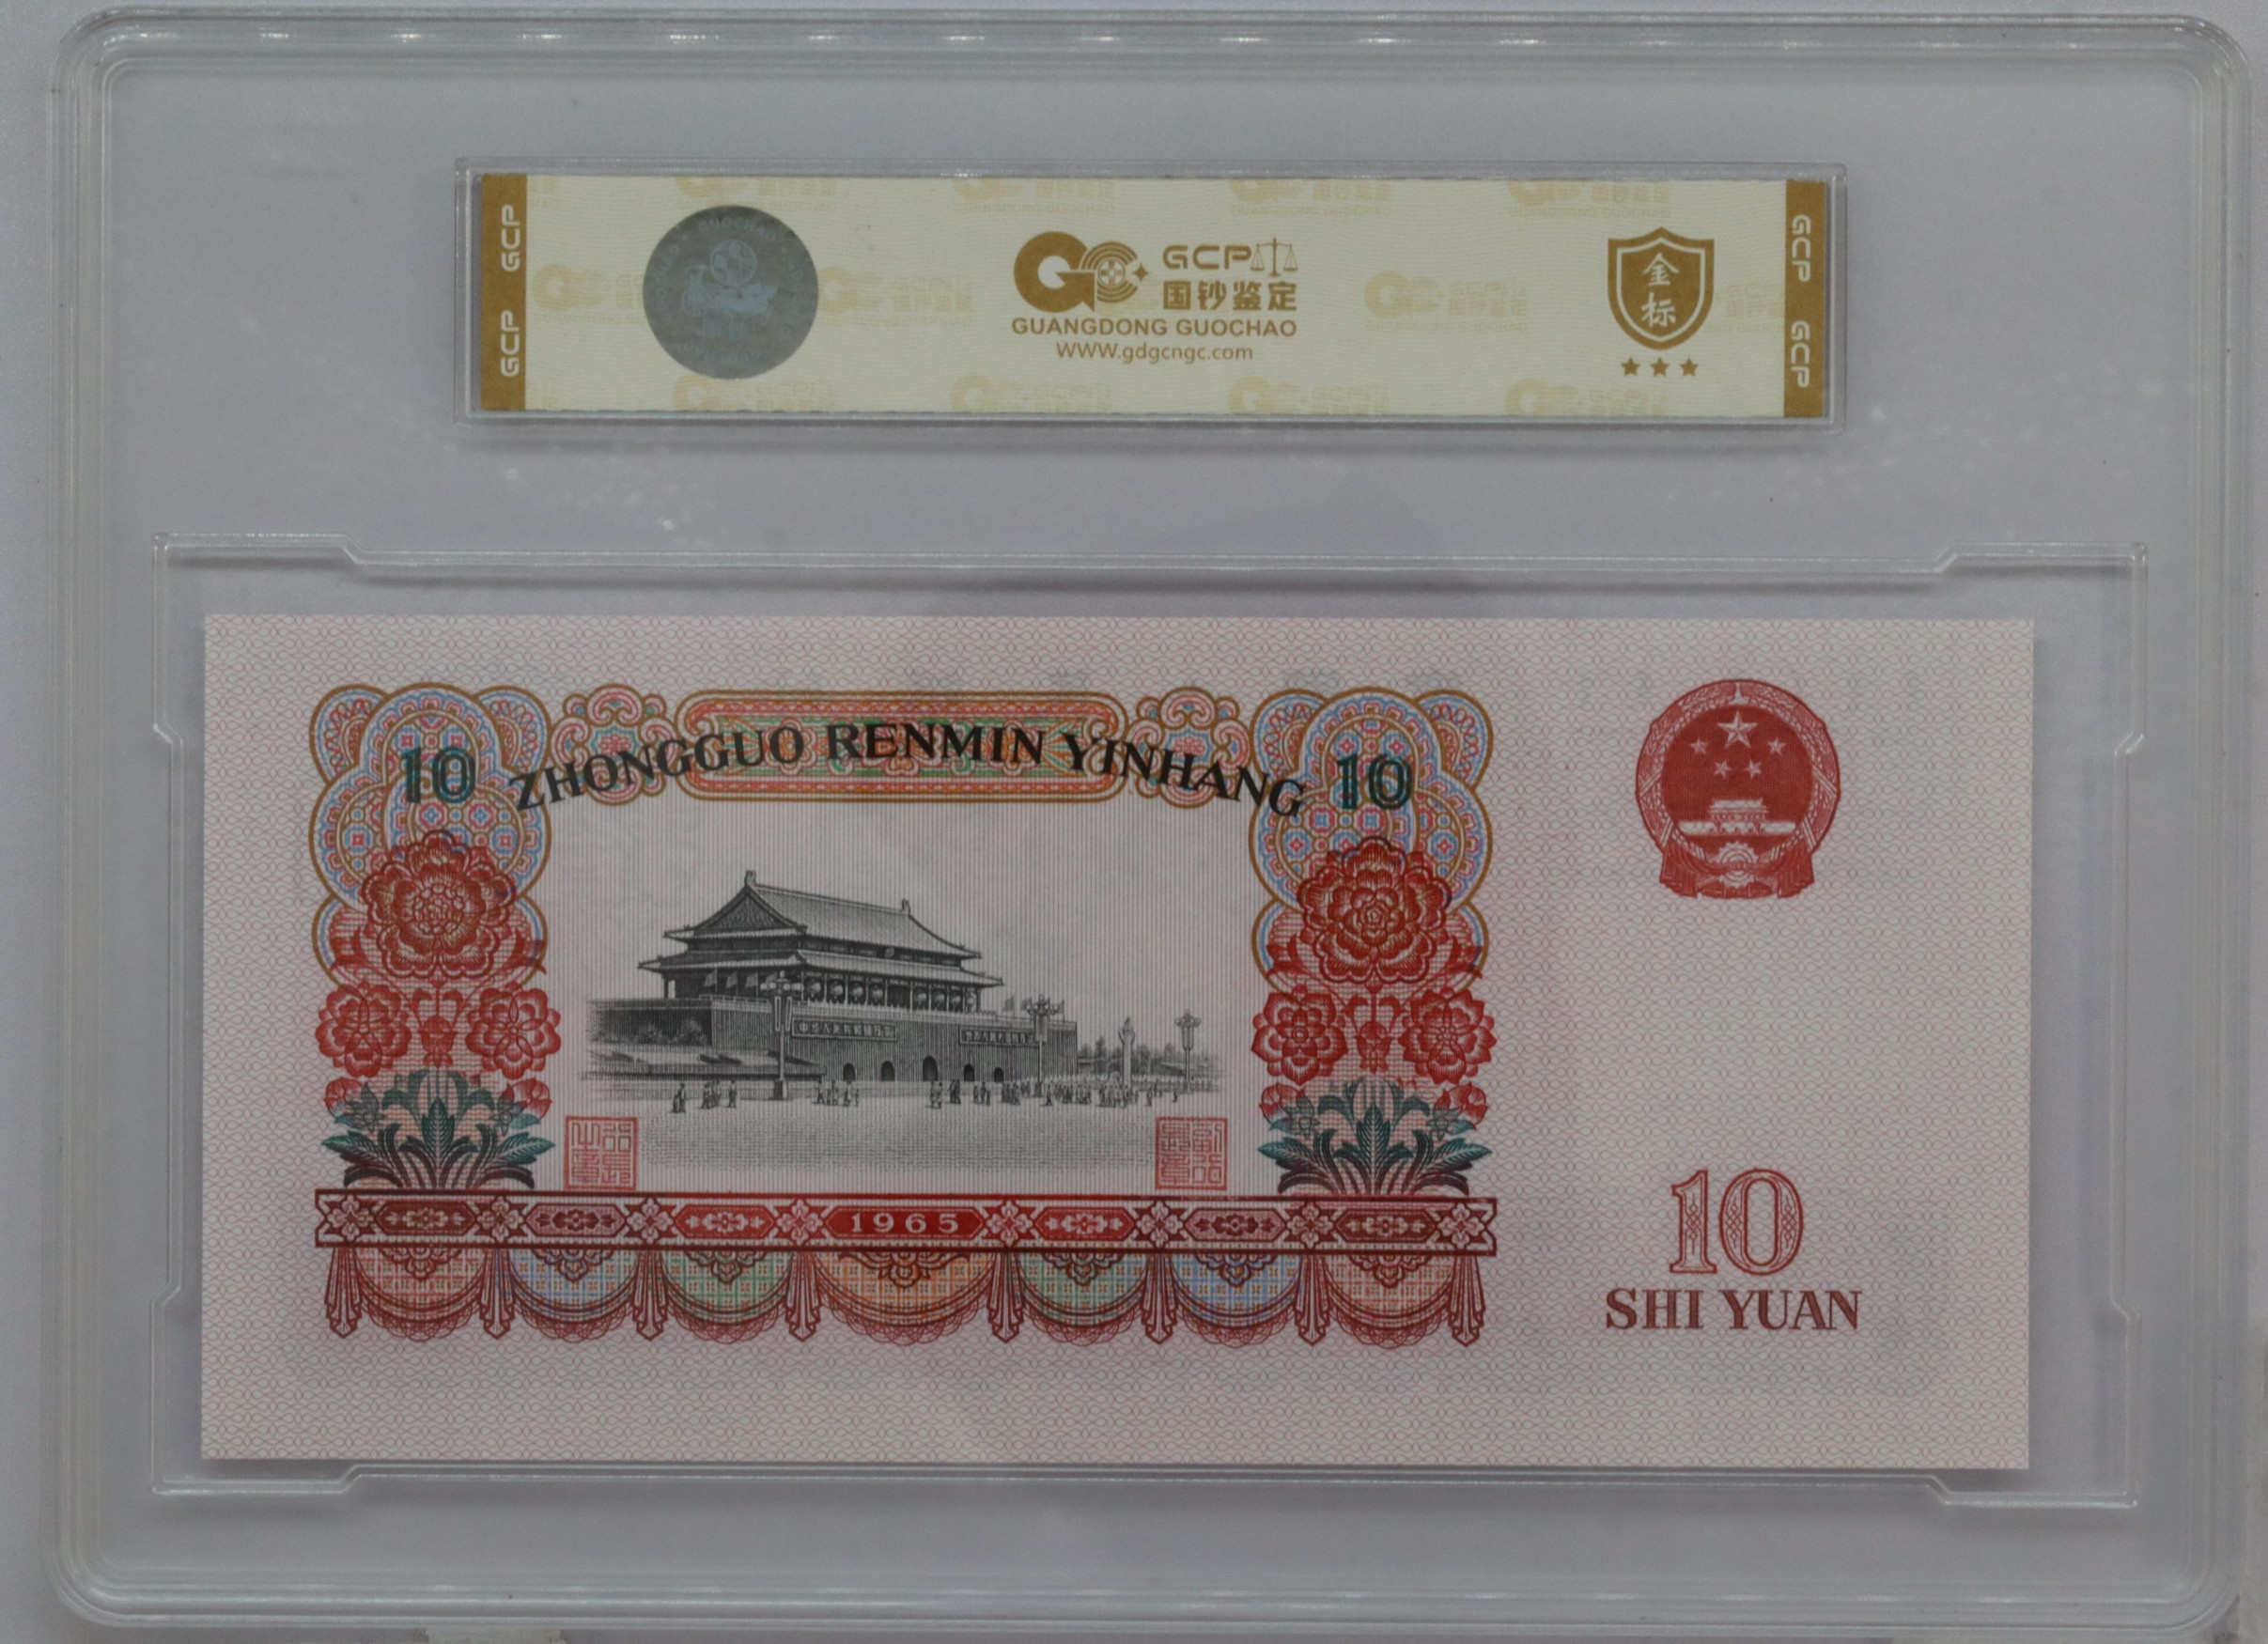 GCP GCP
GCP
国钞鉴定
GUANGDONG GUOCHAO
WWW.gdgcngc.com
金标
GCP GCP
ZHONGGUO RENMIN YINHANG
10
10
1965
10
SHI YUAN